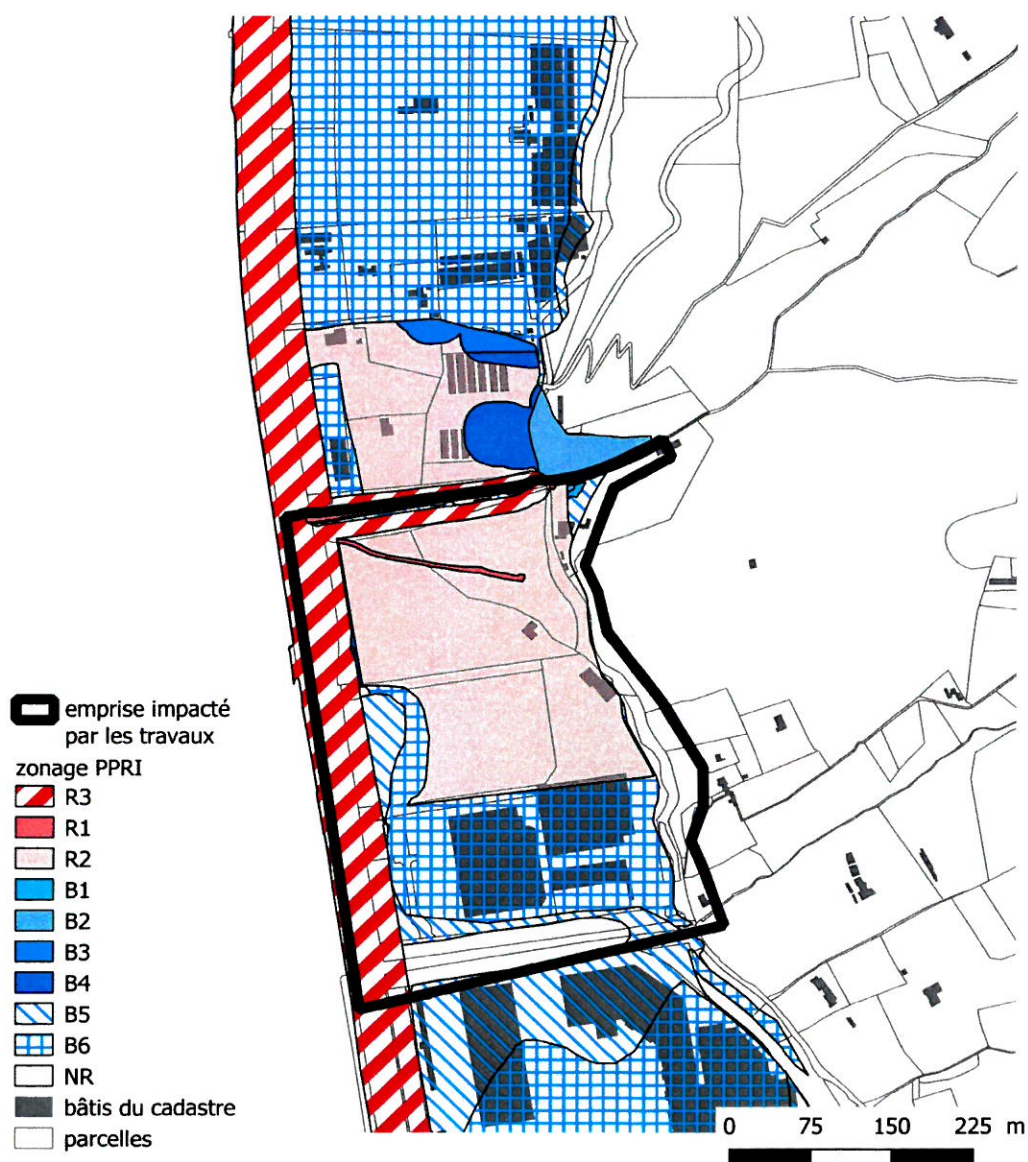 emprise impacté
par les travaux
zonage PPRI
R3
R1
R2
B1
B2
B3
B4
B5
B6
NR
bâtis du cadastre
parcelles
0 75 150 225 m